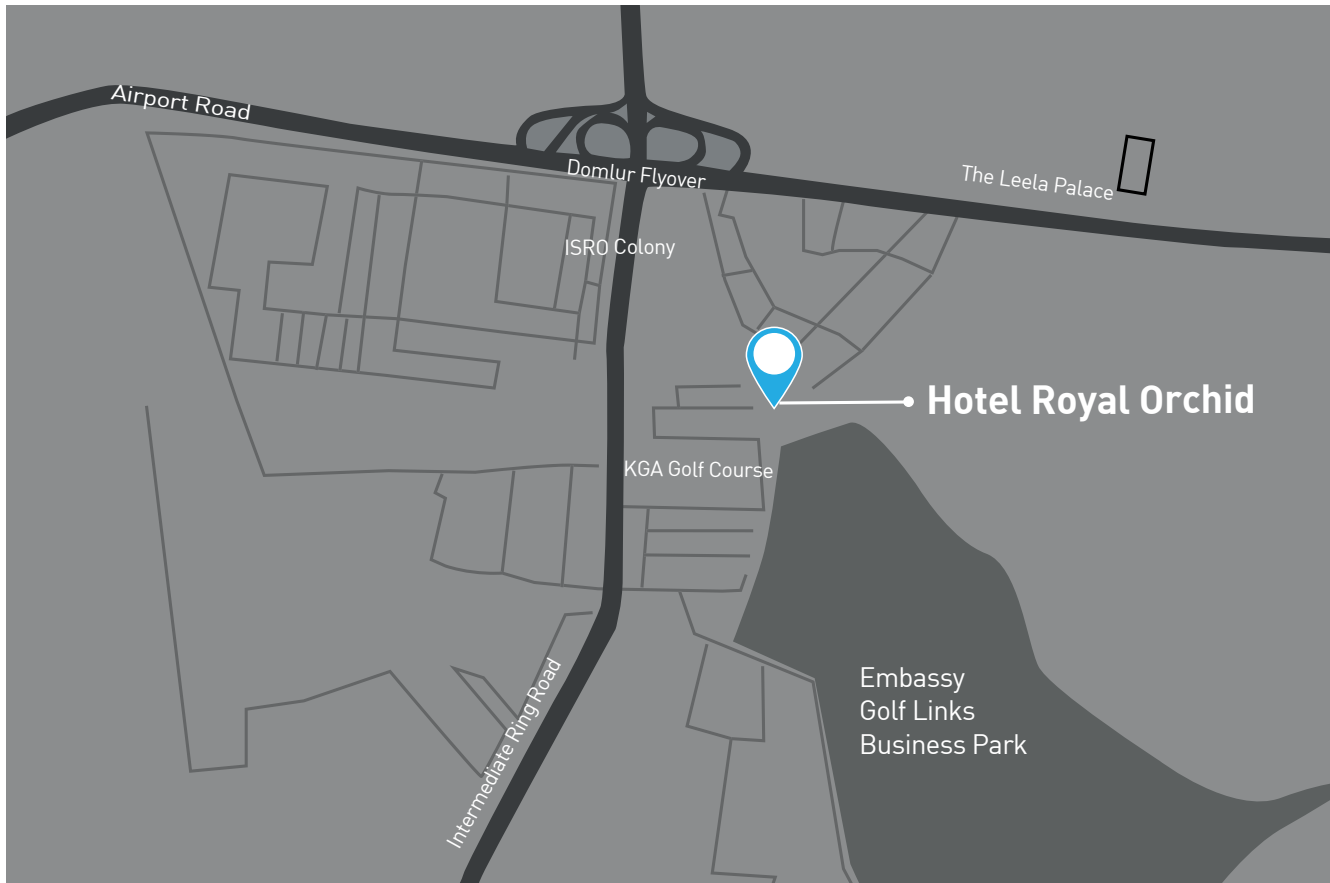 Airport Road
Domlur Flyover
The Leela Palace
ISRO Colony
Hotel Royal Orchid
KGA Golf Course
Embassy
Golf Links
Business Park
Intermediate Ring Road